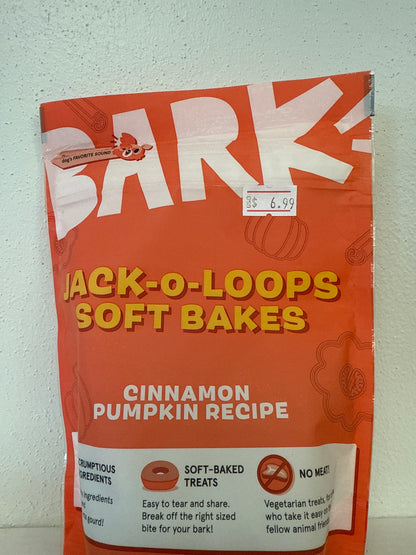 BARK
dog's FAVORITE SOUND
$ 6.99
JACK-o-LOOPS
SOFT BAKES
CINNAMON
PUMPKIN RECIPE
SOFT-BAKED
TREATS
Easy to tear and share.
Break off the right sized
bite for your bark!
NO MEAT!
Vegetarian treats,
who take it easy
fellow animal
ingredients
gourd!